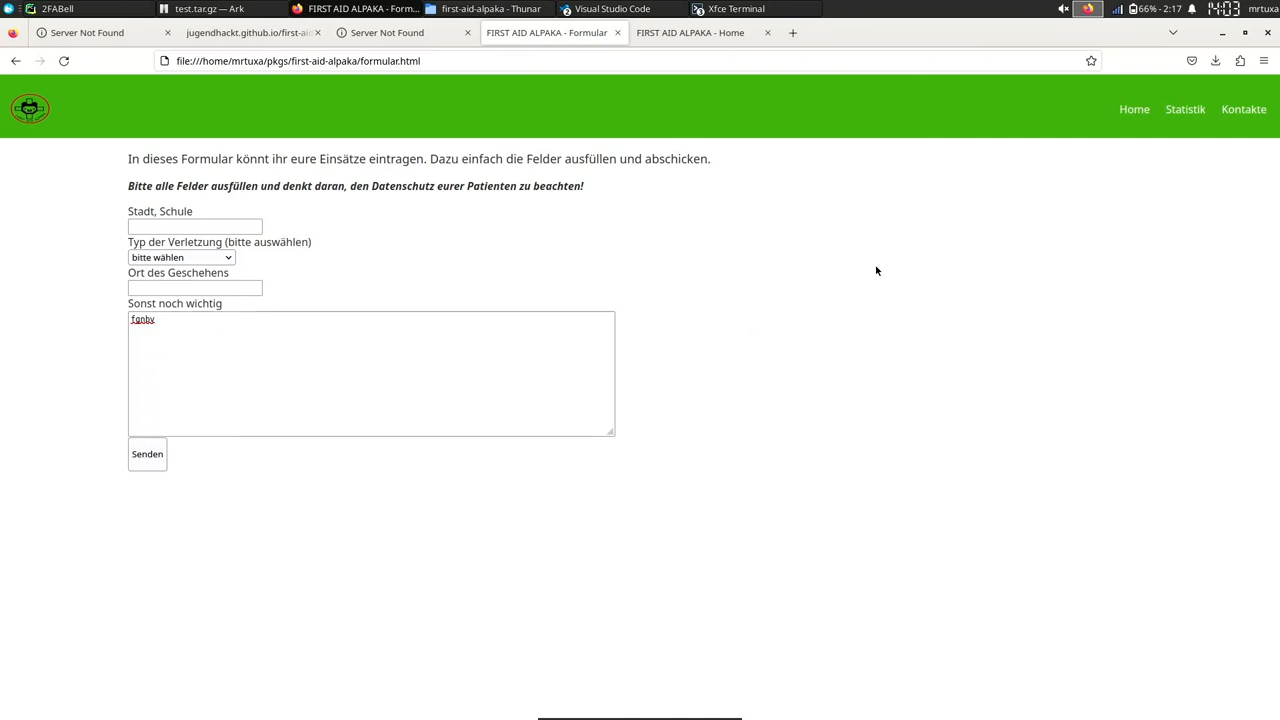 2FABell
test.tar.gz — Ark
FIRST AID ALPAKA - Form...
first-aid-alpaka - Thunar
Visual Studio Code
Xfce Terminal
66% - 2:17
14:03
mrtuxa
Server Not Found
jugendhackt.github.io/first-aid
Server Not Found
FIRST AID ALPAKA - Formular
FIRST AID ALPAKA - Home
file:///home/mrtuxa/pkgs/first-aid-alpaka/formular.html
Home
Statistik
Kontakte
In dieses Formular könnt ihr eure Einsätze eintragen. Dazu einfach die Felder ausfüllen und abschicken.
Bitte alle Felder ausfüllen und denkt daran, den Datenschutz eurer Patienten zu beachten!
Stadt, Schule
Typ der Verletzung (bitte auswählen)
bitte wählen
Ort des Geschehens
Sonst noch wichtig
fgnbv
Senden